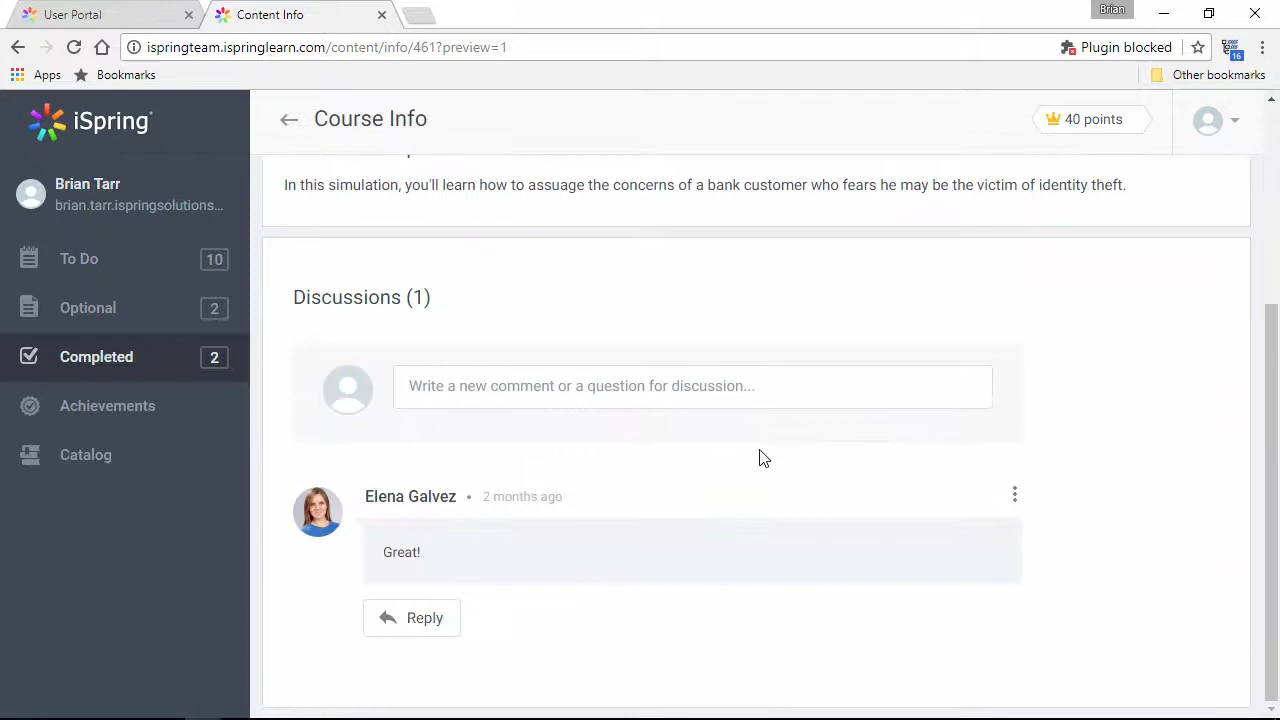 User Portal
Content Info
Brian
ispringteam.ispringlearn.com/content/info/461?preview=1
Plugin blocked
16
Apps
Bookmarks
Other bookmarks
iSpring
Course Info
40 points
Brian Tarr
brian.tarr.ispringsolutions...
In this simulation, you'll learn how to assuage the concerns of a bank customer who fears he may be the victim of identity theft.
To Do 10
Optional 2
Completed 2
Achievements
Catalog
Discussions (1)
Write a new comment or a question for discussion...
Elena Galvez • 2 months ago
Great!
Reply